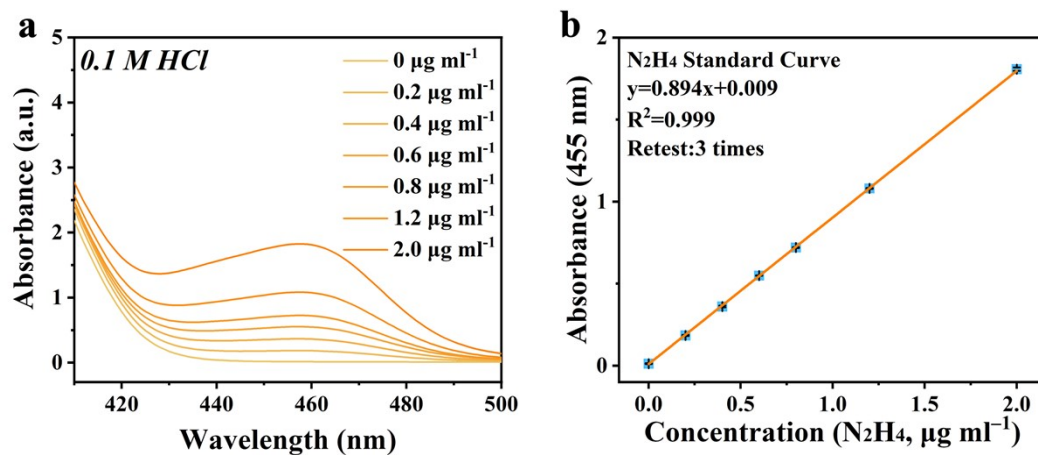 a
0.1 M HCl
0 μg ml⁻¹
0.2 μg ml⁻¹
0.4 μg ml⁻¹
0.6 μg ml⁻¹
0.8 μg ml⁻¹
1.2 μg ml⁻¹
2.0 μg ml⁻¹
Absorbance (a.u.)
5
4
3
2
1
0
420
440
460
480
500
Wavelength (nm)
b
N₂H₄ Standard Curve
y=0.894x+0.009
R²=0.999
Retest:3 times
Absorbance (455 nm)
2
1
0
0.0
0.5
1.0
1.5
2.0
Concentration (N₂H₄, μg ml⁻¹)